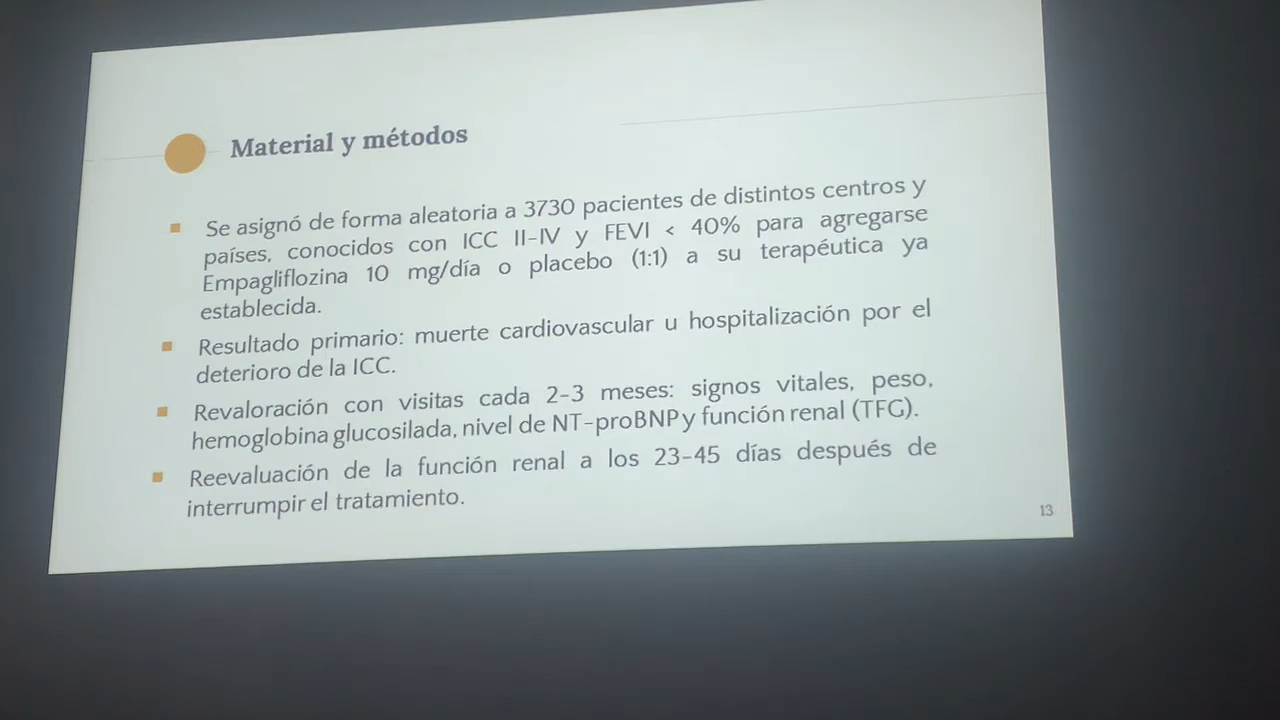 Material y métodos
Se asignó de forma aleatoria a 3730 pacientes de distintos centros y
países, conocidos con ICC II-IV y FEVI < 40% para agregarse
Empagliflozina 10 mg/día o placebo (1:1) a su terapéutica ya
establecida.
Resultado primario: muerte cardiovascular u hospitalización por el
deterioro de la ICC.
Revaloración con visitas cada 2-3 meses: signos vitales, peso,
hemoglobina glucosilada, nivel de NT-proBNP y función renal (TFG).
Reevaluación de la función renal a los 23-45 días después de
interrumpir el tratamiento.
13